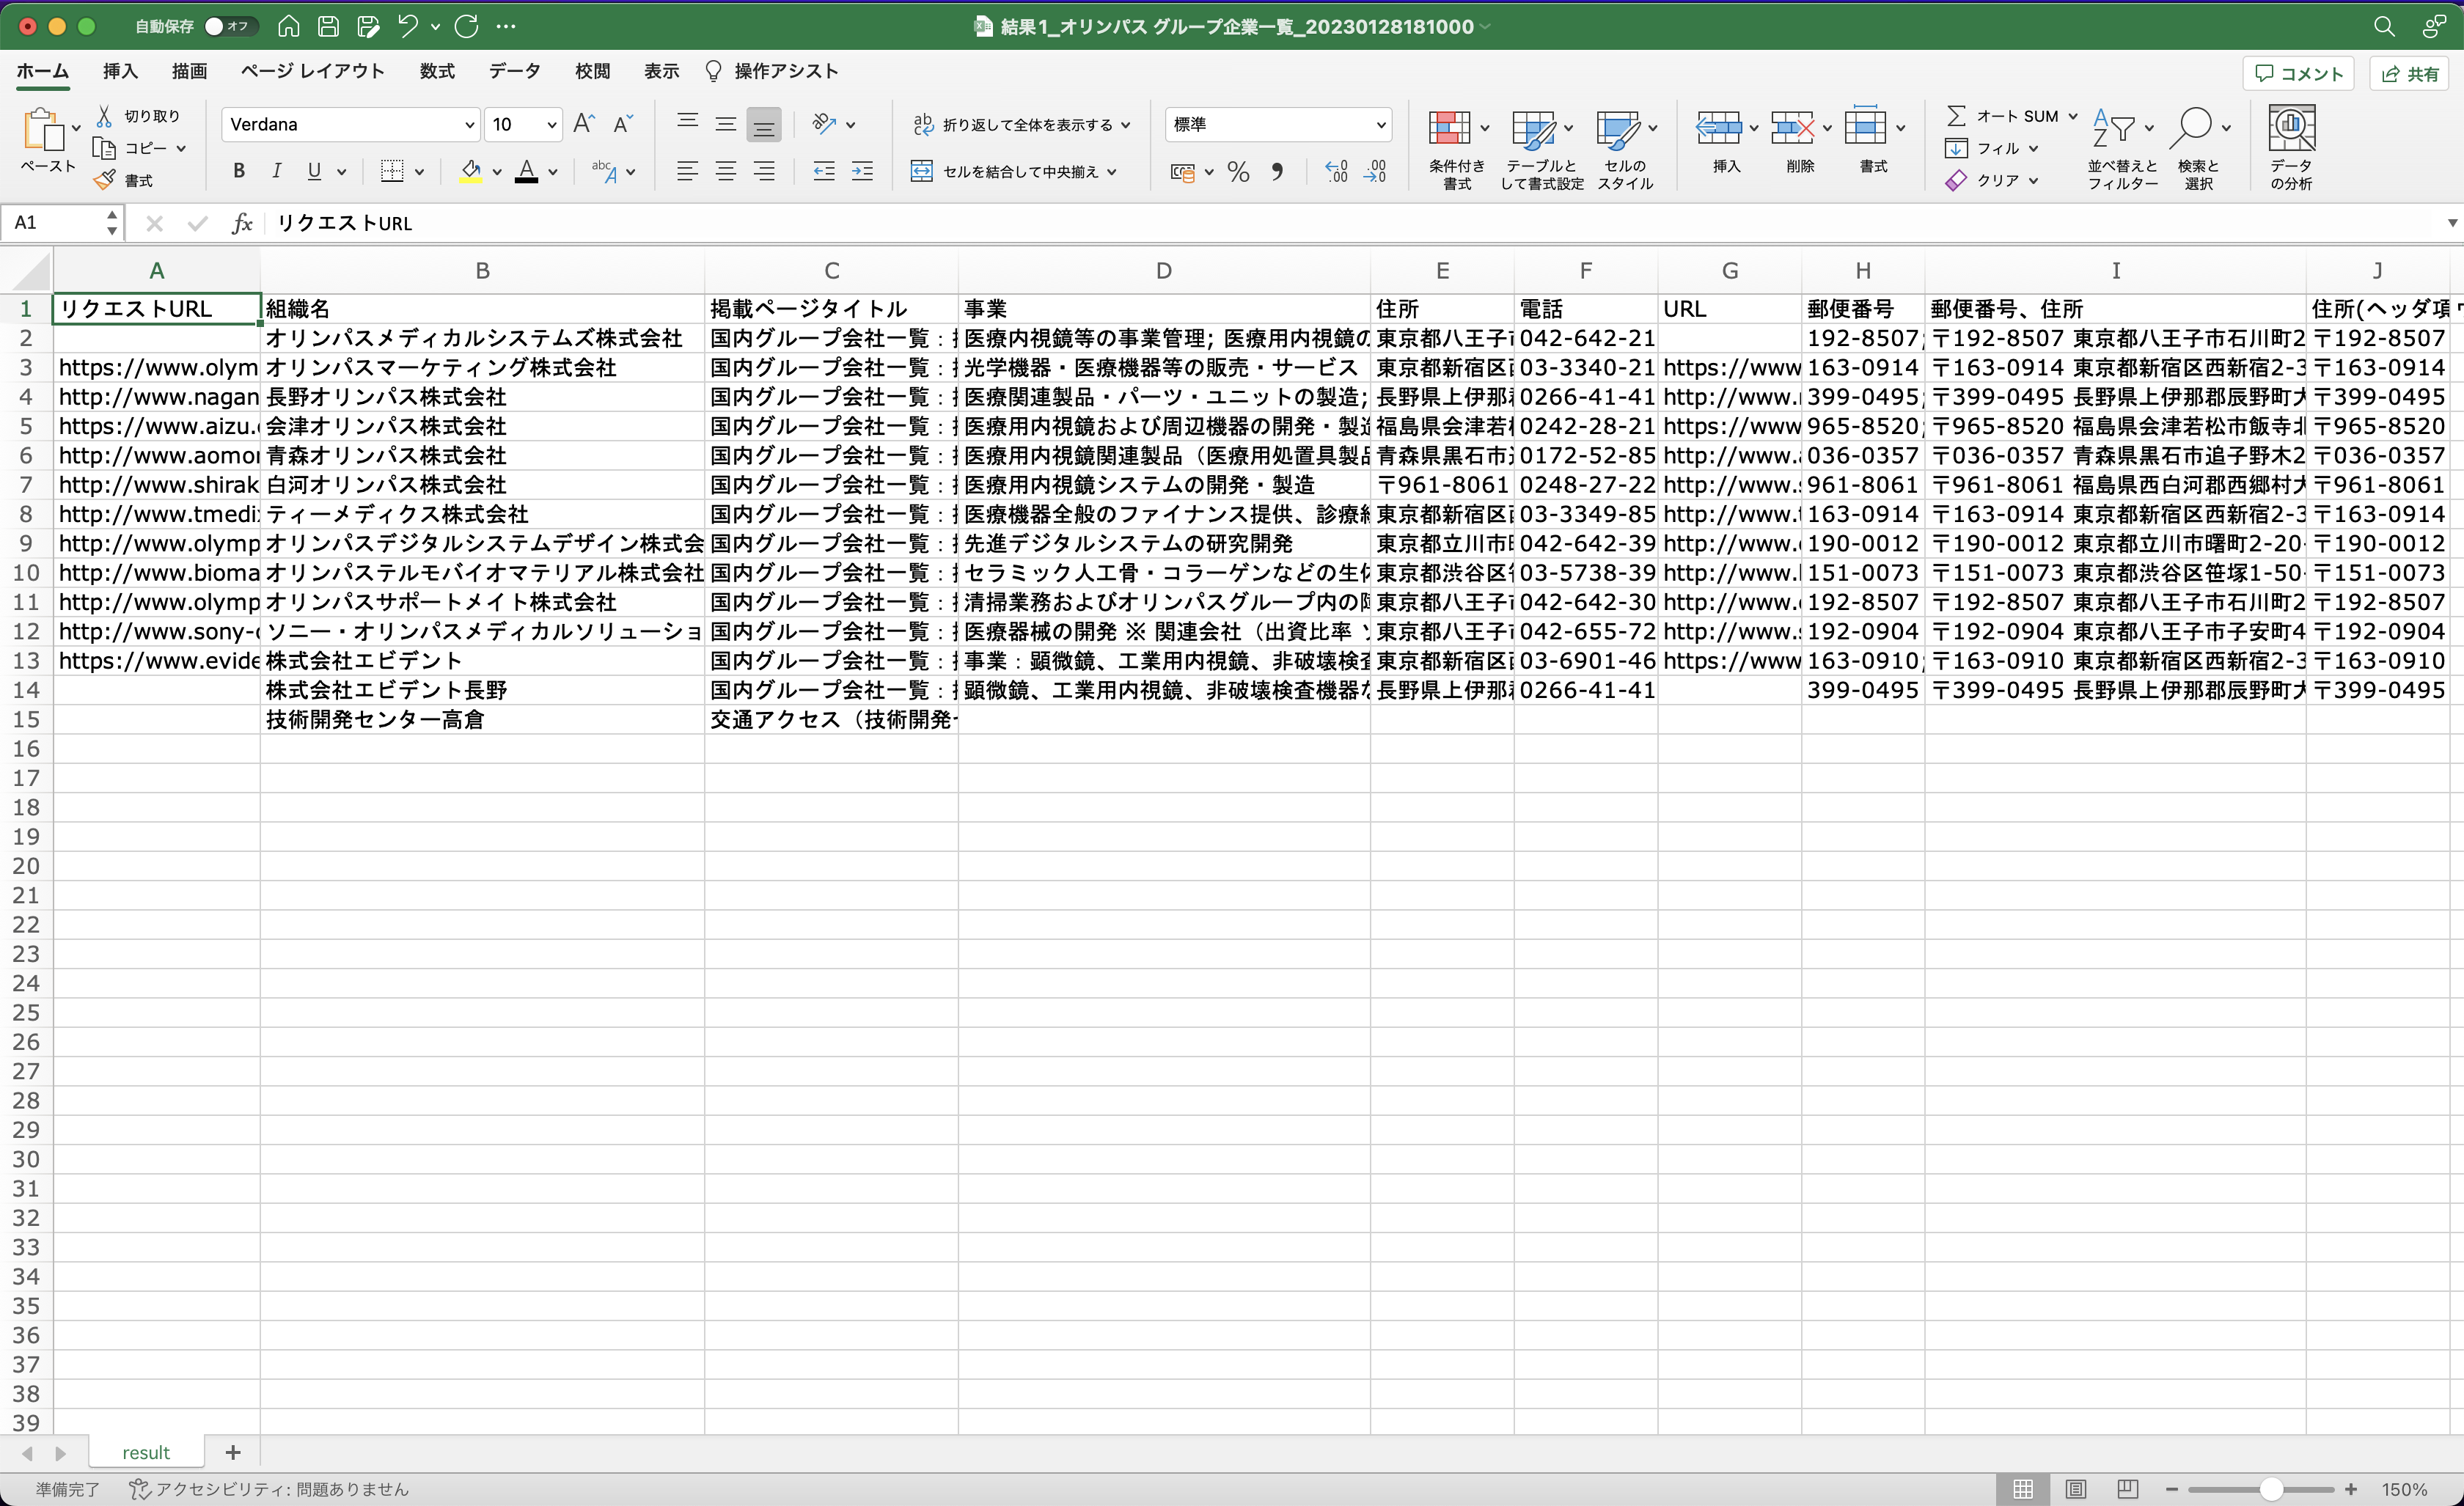 自動保存 オフ 結果1_オリンパス グループ企業一覧_20230128181000
ホーム 挿入 描画 ページ レイアウト 数式 データ 校閲 表示 操作アシスト コメント 共有
ペースト 切り取り コピー 書式
Verdana 10
B I U
折り返して全体を表示する
セルを結合して中央揃え
標準
条件付き書式 テーブルとして書式設定 セルのスタイル
挿入 削除 書式
オート SUM フィル クリア
並べ替えとフィルター 検索と選択 データの分析
A1 fx リクエストURL
A B C D E F G H I J
1 リクエストURL 組織名 掲載ページタイトル 事業 住所 電話 URL 郵便番号 郵便番号、住所 住所(ヘッダ項
2 オリンパスメディカルシステムズ株式会社 国内グループ会社一覧： 医療内視鏡等の事業管理; 医療用内視鏡の 東京都八王子 042-642-21 192-8507; 〒192-8507 東京都八王子市石川町2 〒192-8507
3 https://www.olym オリンパスマーケティング株式会社 国内グループ会社一覧： 光学機器・医療機器等の販売・サービス 東京都新宿区 03-3340-21 https://www 163-0914 〒163-0914 東京都新宿区西新宿2-3 〒163-0914
4 http://www.nagan 長野オリンパス株式会社 国内グループ会社一覧： 医療関連製品・パーツ・ユニットの製造; 長野県上伊那 0266-41-41 http://www. 399-0495; 〒399-0495 長野県上伊那郡辰野町 〒399-0495
5 https://www.aizu. 会津オリンパス株式会社 国内グループ会社一覧： 医療用内視鏡および周辺機器の開発・製 福島県会津若 0242-28-21 https://www 965-8520; 〒965-8520 福島県会津若松市飯寺 〒965-8520
6 http://www.aomo 青森オリンパス株式会社 国内グループ会社一覧： 医療用内視鏡関連製品（医療用処置具製 青森県黒石市 0172-52-85 http://www. 036-0357 〒036-0357 青森県黒石市追子野木2 〒036-0357
7 http://www.shirak 白河オリンパス株式会社 国内グループ会社一覧： 医療用内視鏡システムの開発・製造 〒961-8061 0248-27-22 http://www. 961-8061 〒961-8061 福島県西白河郡西郷村 〒961-8061
8 http://www.tmedi ティーメディクス株式会社 国内グループ会社一覧： 医療機器全般のファイナンス提供、診療 東京都新宿区 03-3349-85 http://www. 163-0914 〒163-0914 東京都新宿区西新宿2-3 〒163-0914
9 http://www.olymp オリンパスデジタルシステムデザイン株式会 国内グループ会社一覧： 先進デジタルシステムの研究開発 東京都立川市 042-642-39 http://www. 190-0012 〒190-0012 東京都立川市曙町2-20 〒190-0012
10 http://www.bioma オリンパステルモバイオマテリアル株式会社 国内グループ会社一覧： セラミック人工骨・コラーゲンなどの生 東京都渋谷区 03-5738-39 http://www. 151-0073 〒151-0073 東京都渋谷区笹塚1-50 〒151-0073
11 http://www.olymp オリンパスサポートメイト株式会社 国内グループ会社一覧： 清掃業務およびオリンパスグループ内の 東京都八王子 042-642-30 http://www. 192-8507 〒192-8507 東京都八王子市石川町2 〒192-8507
12 http://www.sony- ソニー・オリンパスメディカルソリューショ 国内グループ会社一覧： 医療器械の開発 ※ 関連会社（出資比率 ソ 東京都八王子 042-655-72 http://www. 192-0904 〒192-0904 東京都八王子市子安町4 〒192-0904
13 https://www.evide 株式会社エビデント 国内グループ会社一覧： 事業：顕微鏡、工業用内視鏡、非破壊検 東京都新宿区 03-6901-46 https://www 163-0910; 〒163-0910 東京都新宿区西新宿2-3 〒163-0910
14 株式会社エビデント長野 国内グループ会社一覧： 顕微鏡、工業用内視鏡、非破壊検査機器 長野県上伊那 0266-41-41 399-0495 〒399-0495 長野県上伊那郡辰野町 〒399-0495
15 技術開発センター高倉 交通アクセス（技術開発
16
17
18
19
20
21
22
23
24
25
26
27
28
29
30
31
32
33
34
35
36
37
38
39
result
準備完了 アクセシビリティ: 問題ありません 150%